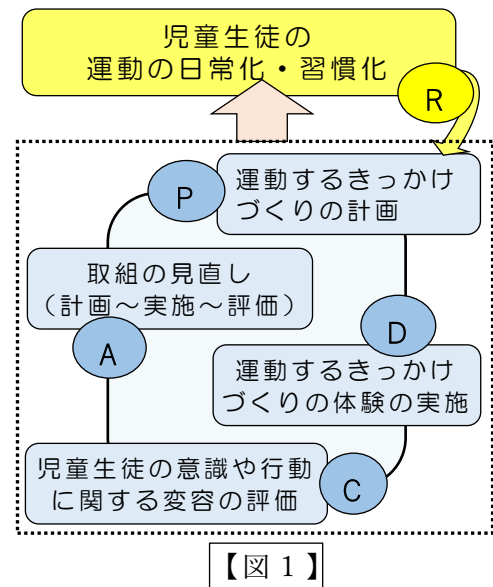 児童生徒の
運動の日常化・習慣化
R
P
運動するきっかけ
づくりの計画
取組の見直し
（計画～実施～評価）
D
A
運動するきっかけ
づくりの体験の実施
児童生徒の意識や行動
に関する変容の評価
C
【図1】